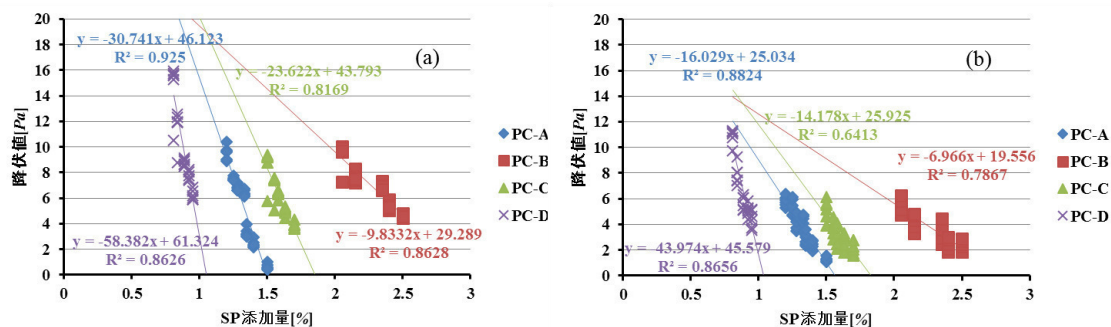 20
18
16
14
12
10
8
6
4
2
0
降伏値[Pa]
y = -30.741x + 46.123
R² = 0.925
(a)
y = -23.622x + 43.793
R² = 0.8169
y = -58.382x + 61.324
R² = 0.8626
y = -9.8332x + 29.289
R² = 0.8628
0
0.5
1
1.5
2
2.5
3
SP添加量[%]
PC-A
PC-B
PC-C
PC-D
20
18
16
14
12
10
8
6
4
2
0
降伏値[Pa]
y = -16.029x + 25.034
R² = 0.8824
(b)
y = -14.178x + 25.925
R² = 0.6413
y = -6.966x + 19.556
R² = 0.7867
y = -43.974x + 45.579
R² = 0.8656
0
0.5
1
1.5
2
2.5
3
SP添加量[%]
PC-A
PC-B
PC-C
PC-D